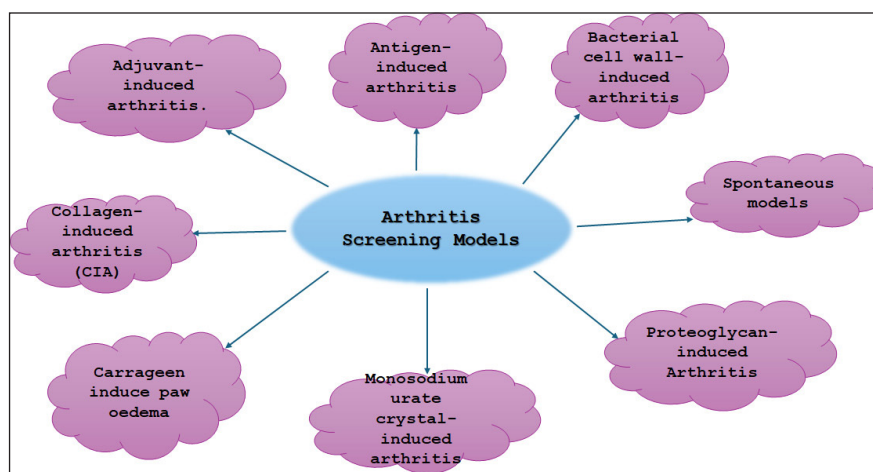 Adjuvant-
induced
arthritis.
Antigen-
induced
arthritis
Bacterial
cell wall-
induced
arthritis
Collagen-
induced
arthritis
(CIA)
Arthritis
Screening Models
Spontaneous
models
Carrageen
induce paw
oedema
Monosodium
urate
crystal-
induced
arthritis
Proteoglycan-
induced
Arthritis